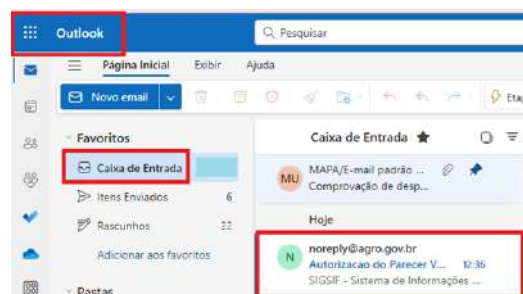 Outlook
Pesquisar
Página Inicial Exibir Ajuda
Novo email
Etap
Favoritos
Caixa de Entrada
Itens Enviados 6
Rascunhos 22
Adicionar aos favoritos
Pastas
Caixa de Entrada
MU
MAPA/E-mail padrão ...
Comprovação de desp...
Hoje
N
noreply@agro.gov.br
Autorizacao do Parecer V... 12:36
SIGSIF - Sistema de Informações ...